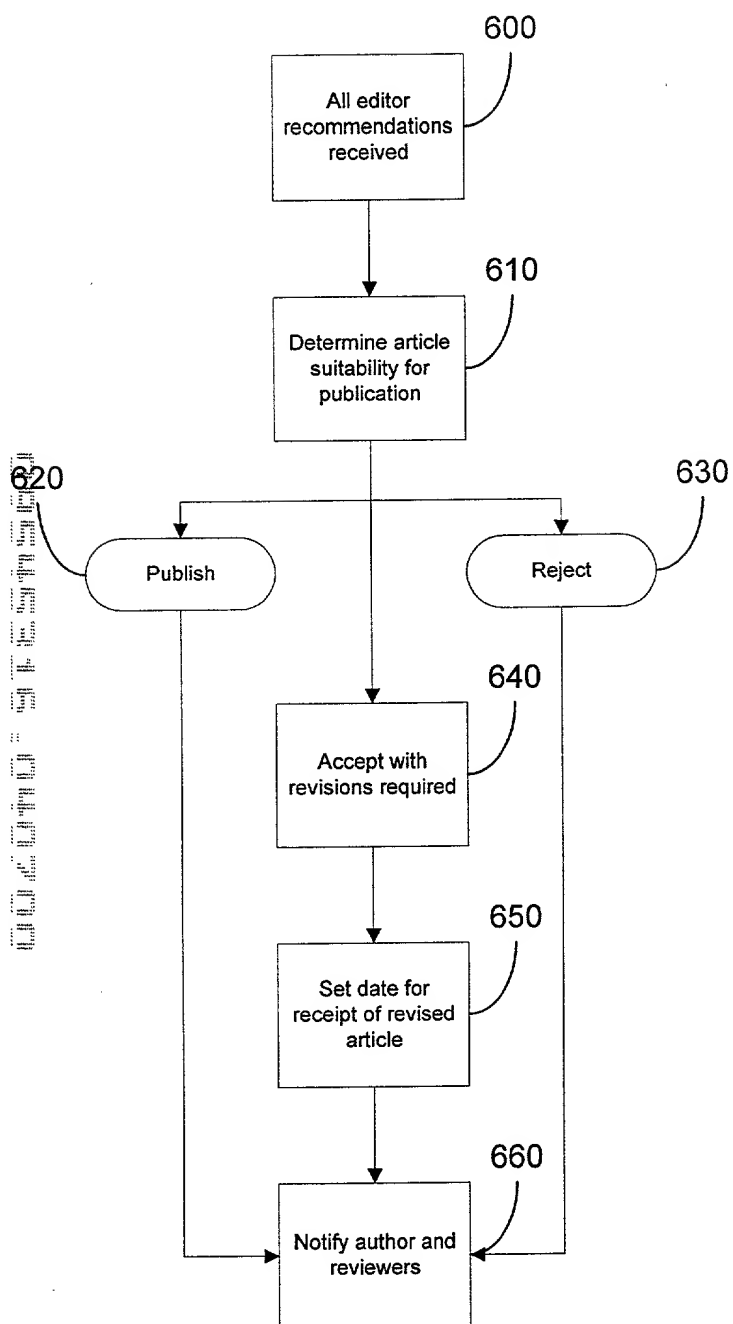 600
All editor
recommendations
received
610
Determine article
suitability for
publication
620
630
Publish
Reject
640
Accept with
revisions required
650
Set date for
receipt of revised
article
660
Notify author and
reviewers